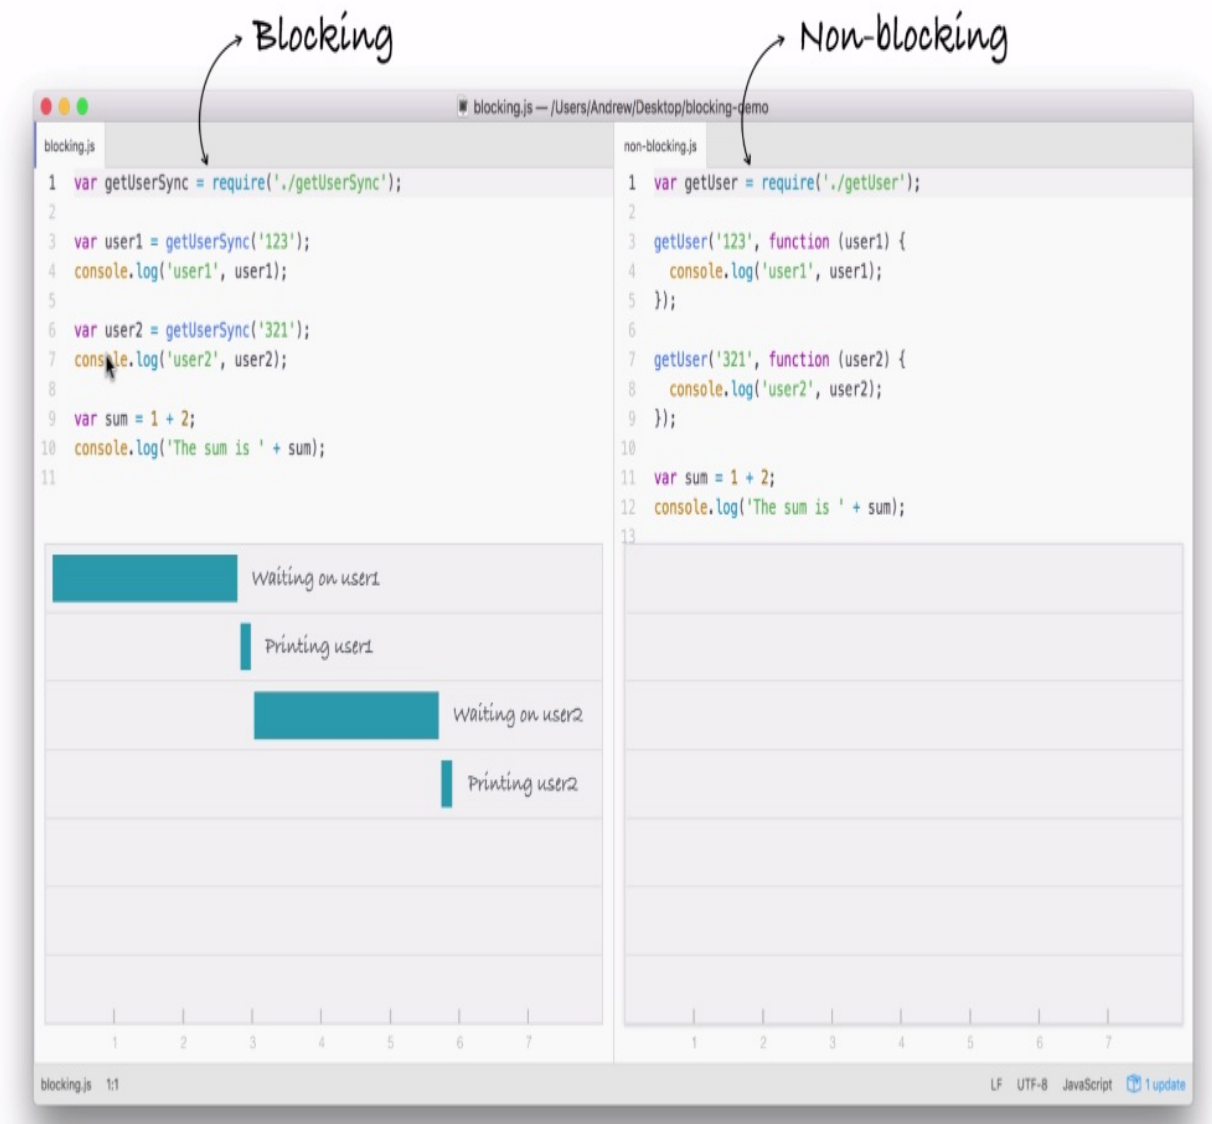 Blocking
Non-blocking
blocking.js — /Users/Andrew/Desktop/blocking-demo
blocking.js
1 var getUserSync = require('./getUserSync');
2
3 var user1 = getUserSync('123');
4 console.log('user1', user1);
5
6 var user2 = getUserSync('321');
7 console.log('user2', user2);
8
9 var sum = 1 + 2;
10 console.log('The sum is ' + sum);
11
Waiting on user1
Printing user1
Waiting on user2
Printing user2
1 2 3 4 5 6 7
non-blocking.js
1 var getUser = require('./getUser');
2
3 getUser('123', function (user1) {
4   console.log('user1', user1);
5 });
6
7 getUser('321', function (user2) {
8   console.log('user2', user2);
9 });
10
11 var sum = 1 + 2;
12 console.log('The sum is ' + sum);
13
1 2 3 4 5 6 7
blocking.js 1:1
LF UTF-8 JavaScript 1 update